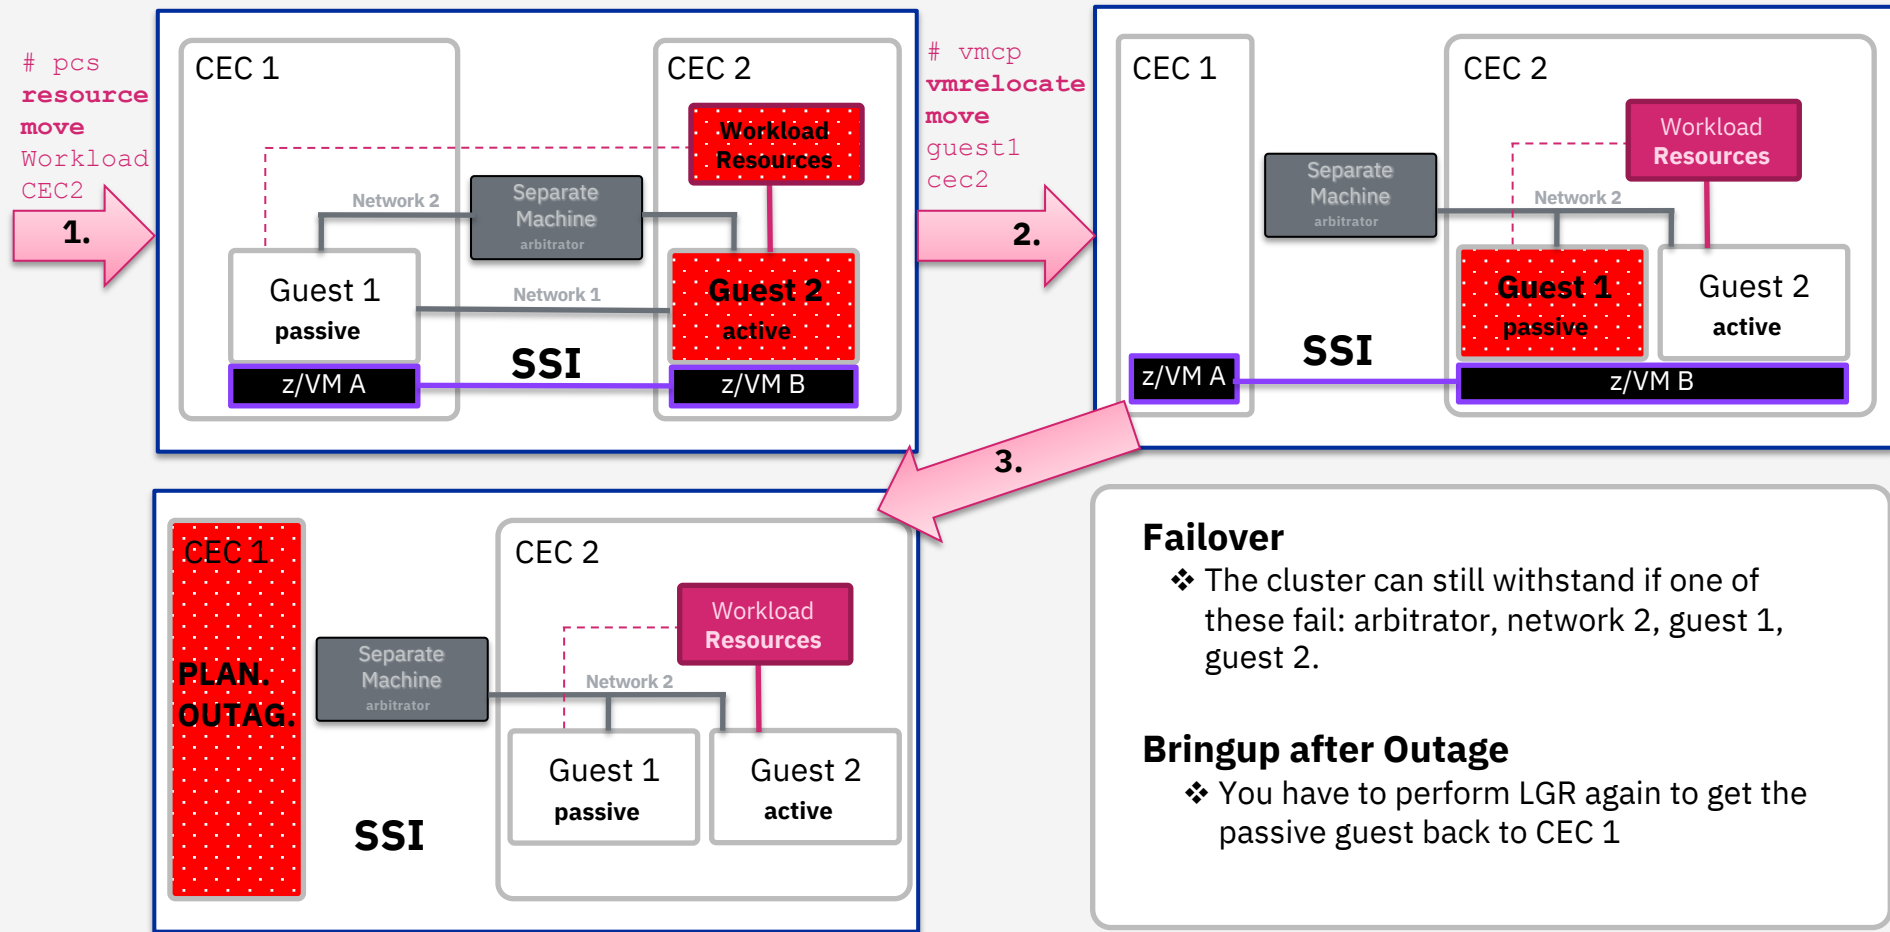 # pcs
resource
move
Workload
CEC2
1.
CEC 1
CEC 2
Workload
Resources
Separate
Machine
arbitrator
Network 2
Guest 1
passive
Network 1
Guest 2
active
SSI
z/VM A
z/VM B
# vmcp
vmrelocate
move
guest1
cec2
2.
CEC 1
CEC 2
Workload
Resources
Separate
Machine
arbitrator
Network 2
Guest 1
passive
Guest 2
active
SSI
z/VM A
z/VM B
3.
CEC 1
PLAN.
OUTAG.
CEC 2
Workload
Resources
Separate
Machine
arbitrator
Network 2
Guest 1
passive
Guest 2
active
SSI
Failover
❖ The cluster can still withstand if one of
these fail: arbitrator, network 2, guest 1,
guest 2.
Bringup after Outage
❖ You have to perform LGR again to get the
passive guest back to CEC 1